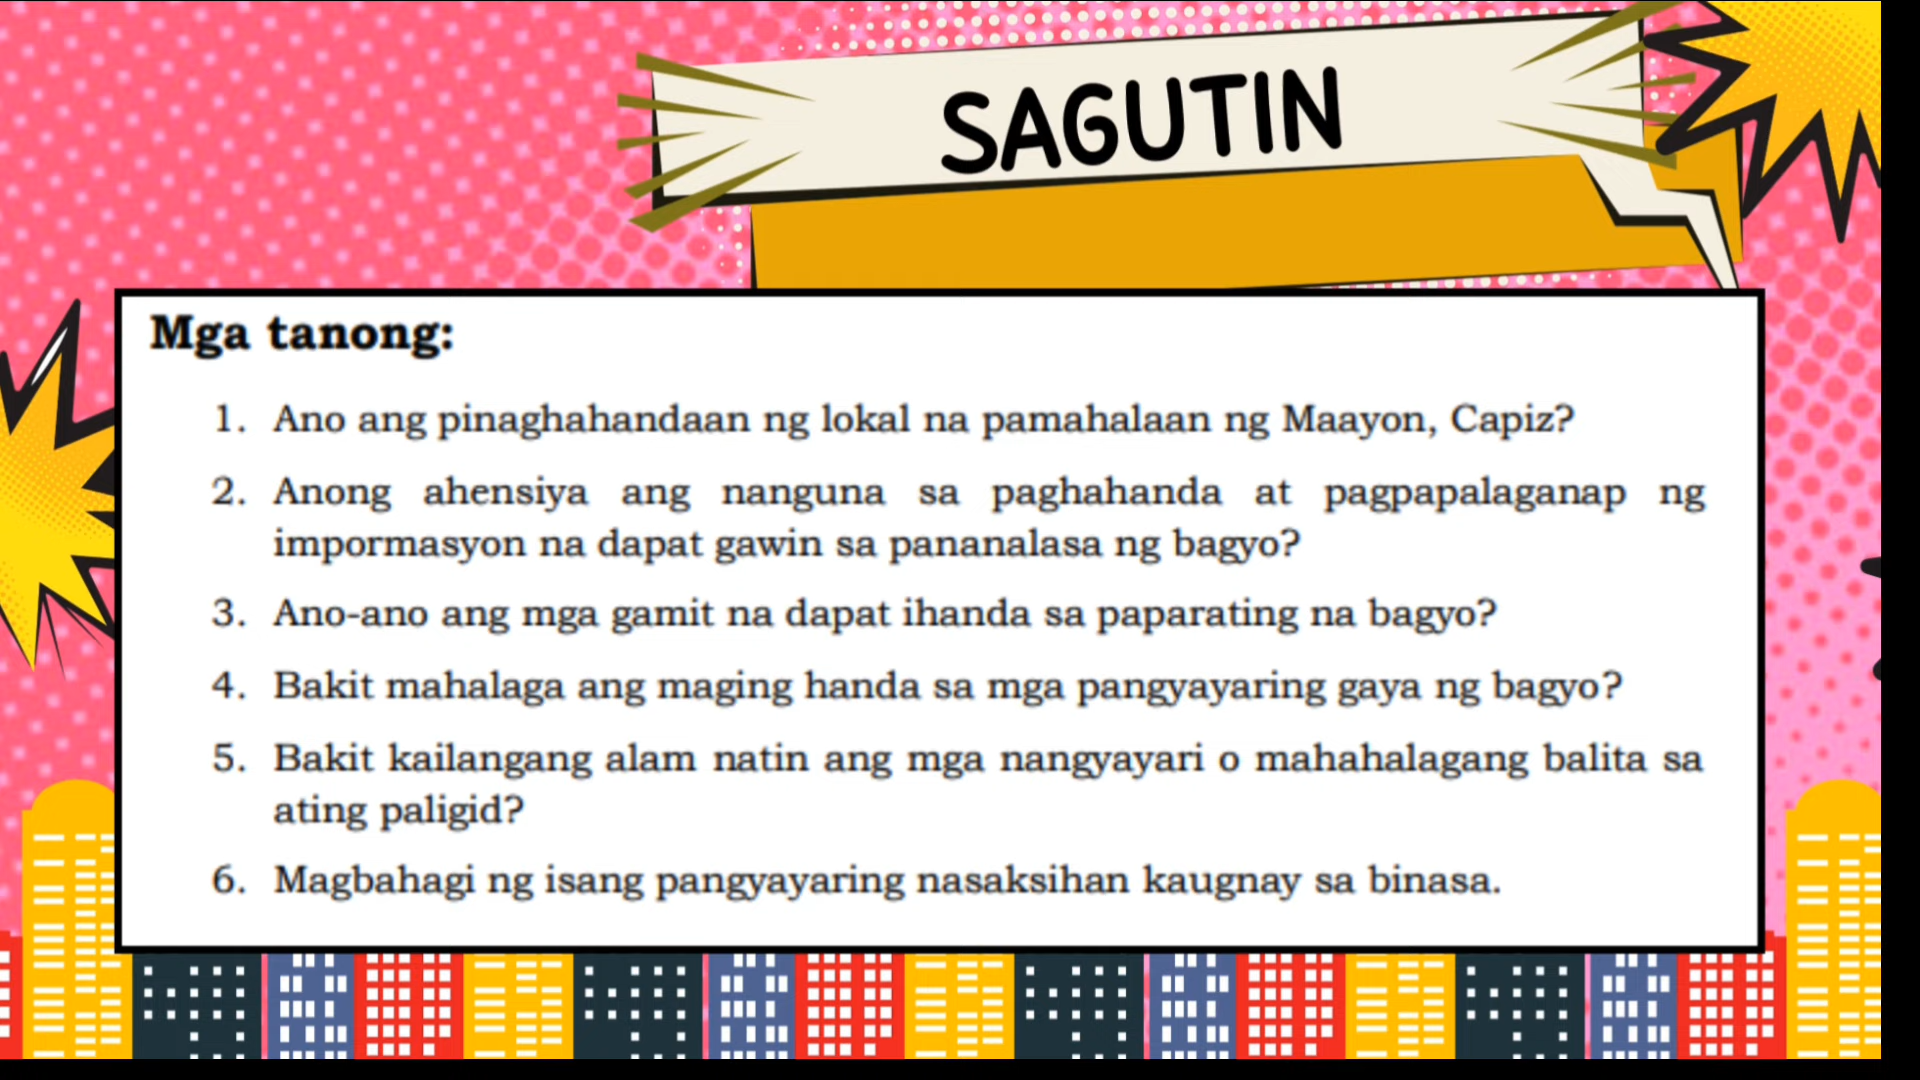 SAGUTIN
Mga tanong:
1. Ano ang pinaghahandaan ng lokal na pamahalaan ng Maayon, Capiz?
2. Anong ahensiya ang nanguna sa paghahanda at pagpapalaganap ng
impormasyon na dapat gawin sa pananalasa ng bagyo?
3. Ano-ano ang mga gamit na dapat ihanda sa paparating na bagyo?
4. Bakit mahalaga ang maging handa sa mga pangyayaring gaya ng bagyo?
5. Bakit kailangang alam natin ang mga nangyayari o mahahalagang balita sa
ating paligid?
6. Magbahagi ng isang pangyayaring nasaksihan kaugnay sa binasa.